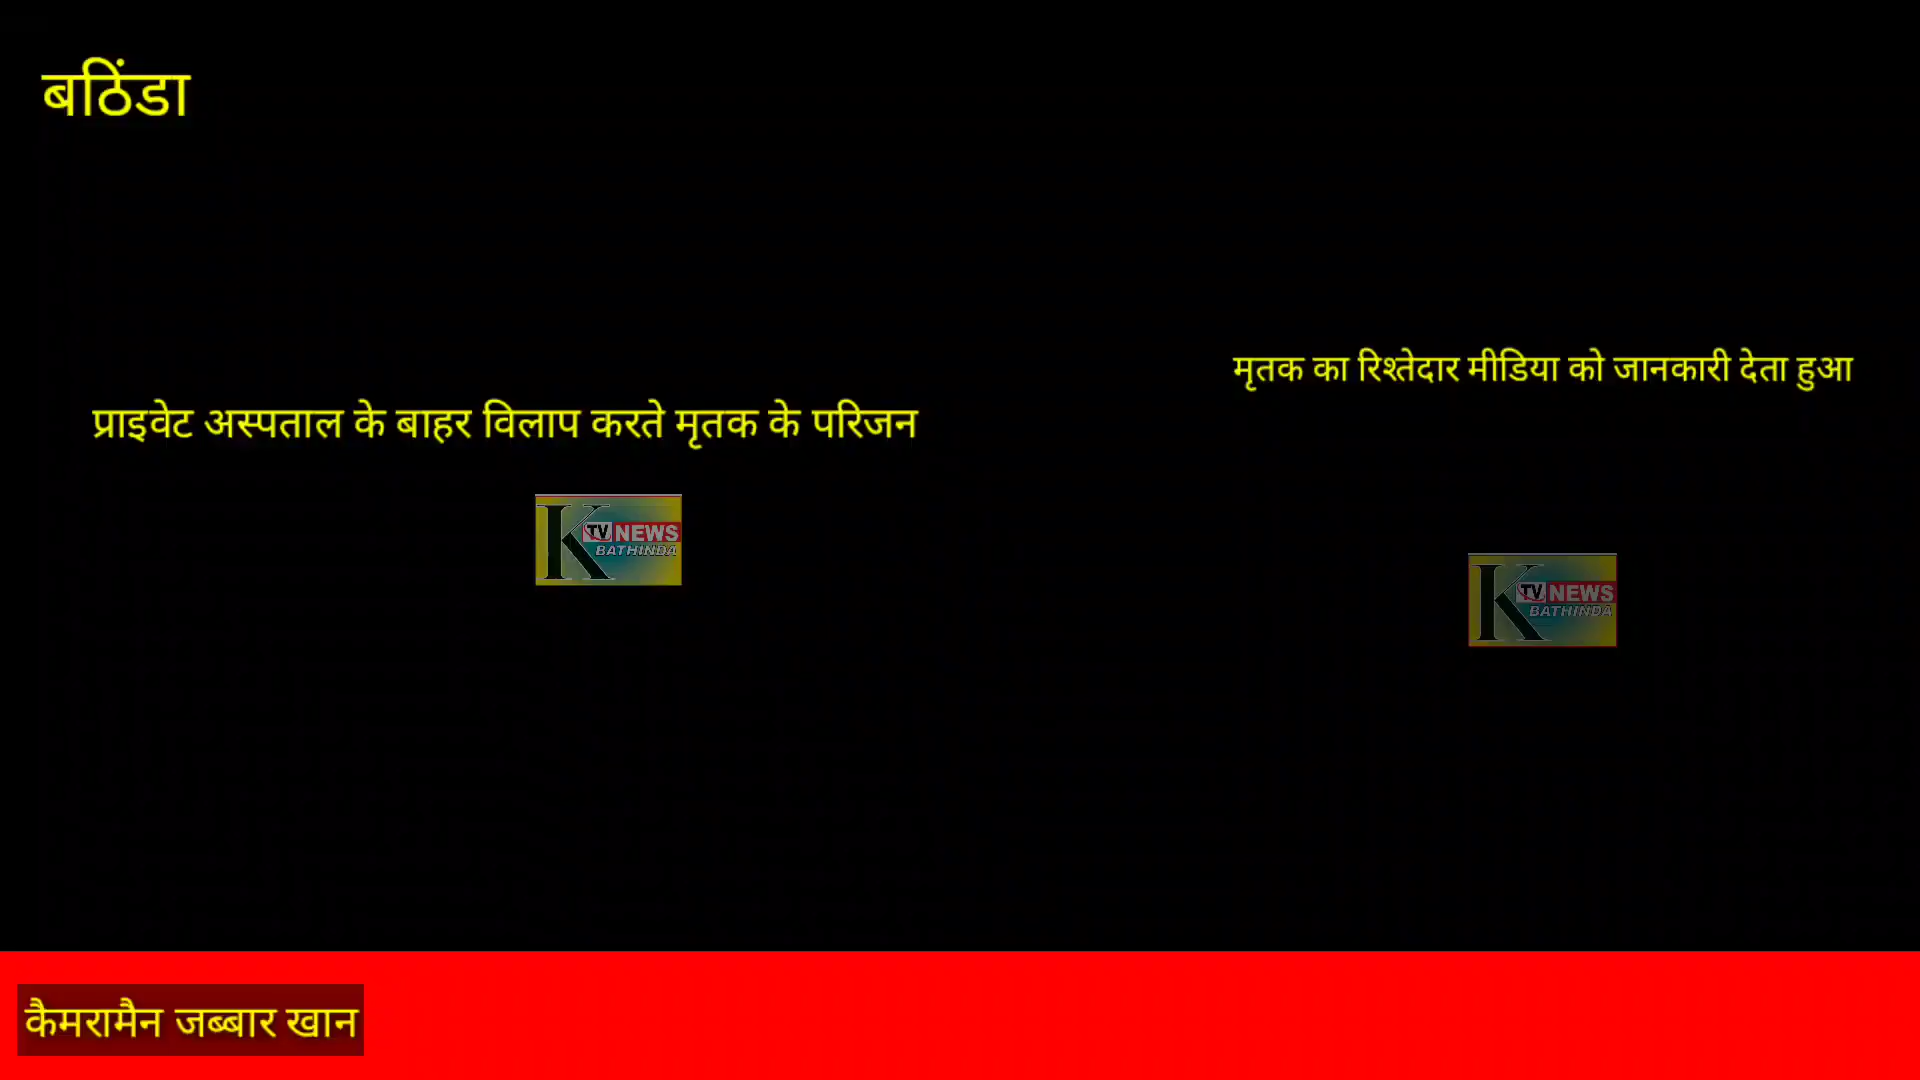 बठिंडा
मृतक का रिश्तेदार मीडिया को जानकारी देता हुआ
प्राइवेट अस्पताल के बाहर विलाप करते मृतक के परिजन
K TV NEWS
BATHINDA
K TV NEWS
BATHINDA
कैमरामैन जब्बार खान